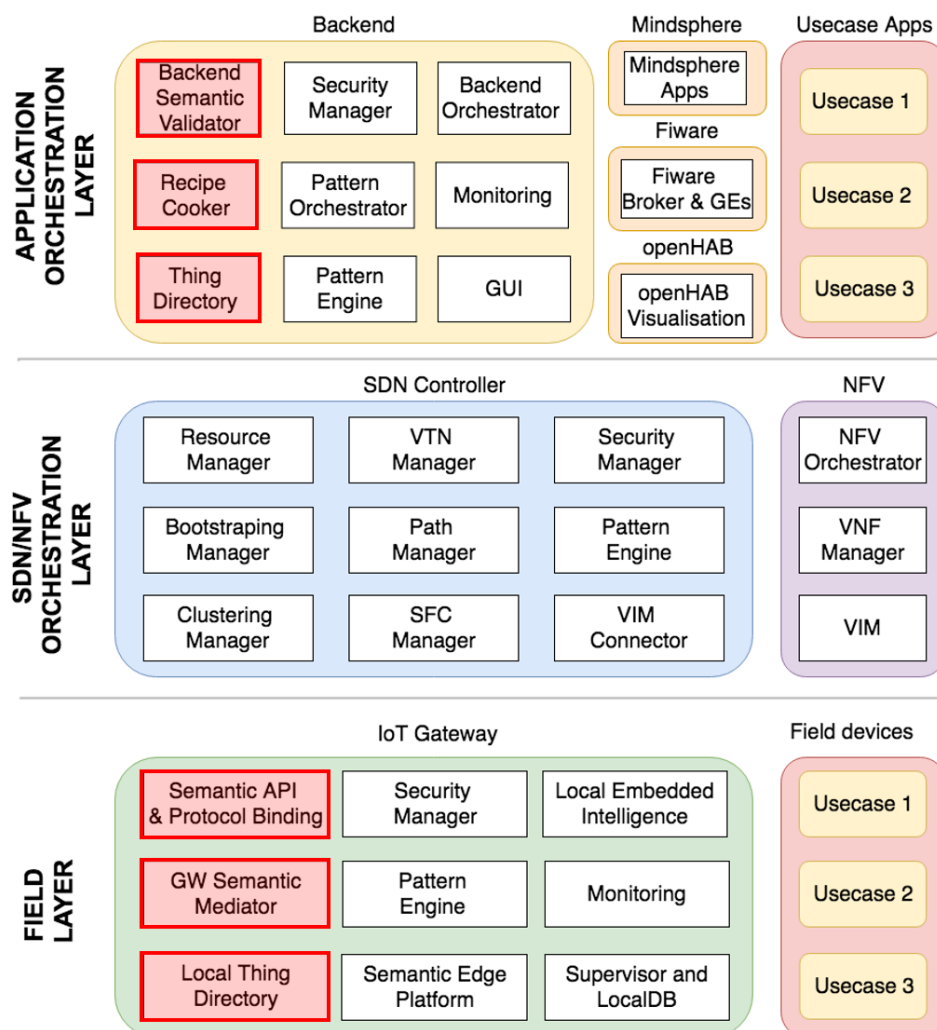 Backend
Mindsphere
Usecase Apps
APPLICATION
ORCHESTRATION
LAYER
Backend
Semantic
Validator
Security
Manager
Backend
Orchestrator
Mindsphere
Apps
Usecase 1
Fiware
Recipe
Cooker
Pattern
Orchestrator
Monitoring
Fiware
Broker & GEs
Usecase 2
openHAB
Thing
Directory
Pattern
Engine
GUI
openHAB
Visualisation
Usecase 3
SDN Controller
NFV
SDN/NFV
ORCHESTRATION
LAYER
Resource
Manager
VTN
Manager
Security
Manager
NFV
Orchestrator
Bootstraping
Manager
Path
Manager
Pattern
Engine
VNF
Manager
Clustering
Manager
SFC
Manager
VIM
Connector
VIM
IoT Gateway
Field devices
FIELD
LAYER
Semantic API
& Protocol Binding
Security
Manager
Local Embedded
Intelligence
Usecase 1
GW Semantic
Mediator
Pattern
Engine
Monitoring
Usecase 2
Local Thing
Directory
Semantic Edge
Platform
Supervisor and
LocalDB
Usecase 3